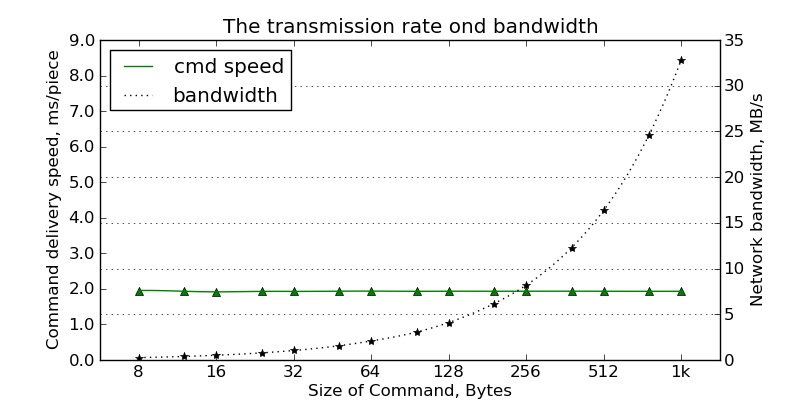 The transmission rate ond bandwidth
cmd speed
bandwidth
Command delivery speed, ms/piece
9.0
8.0
7.0
6.0
5.0
4.0
3.0
2.0
1.0
0.0
35
30
25
20
15
10
5
0
Network bandwidth, MB/s
8 16 32 64 128 256 512 1k
Size of Command, Bytes